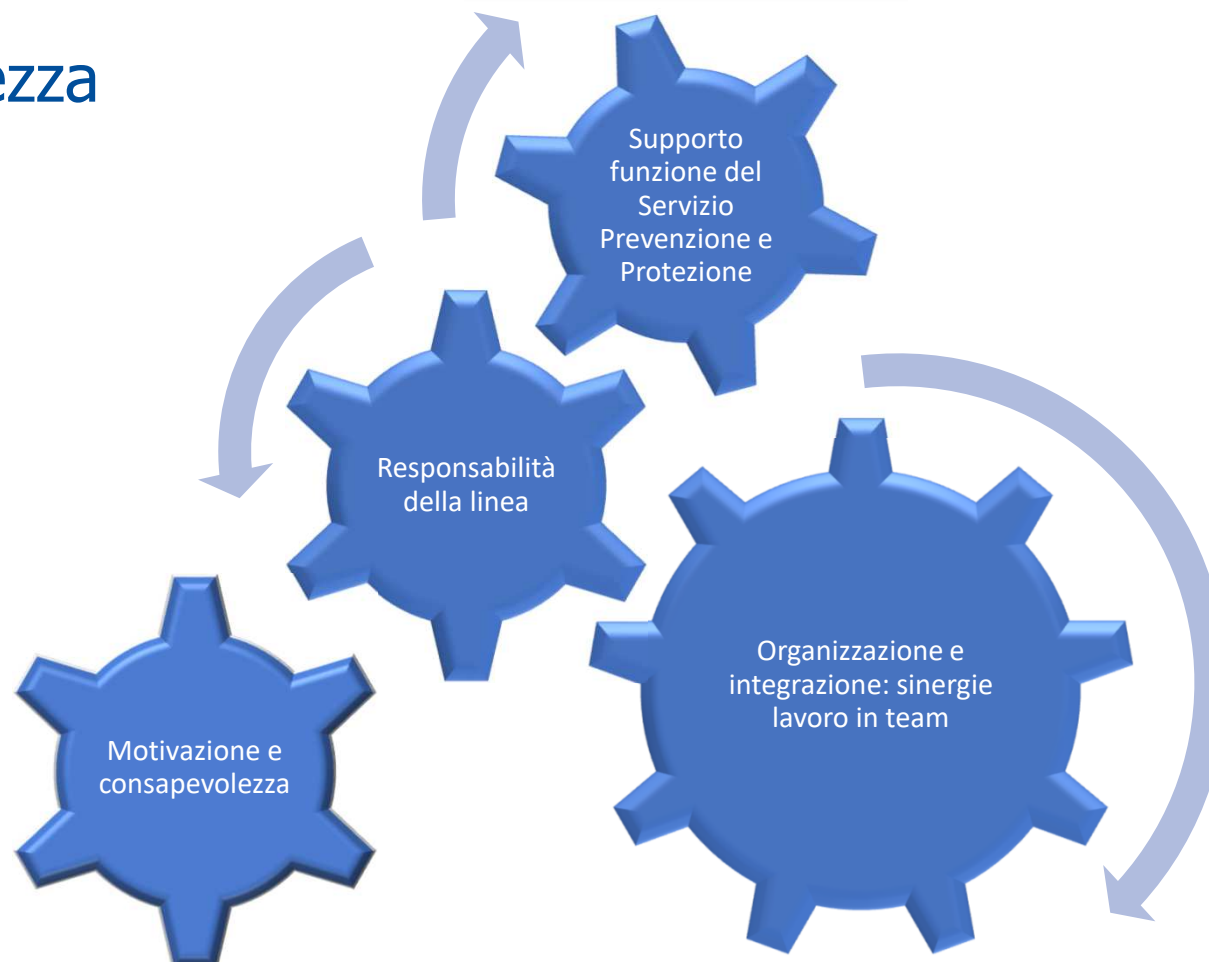 ezza
Supporto
funzione del
Servizio
Prevenzione e
Protezione
Responsabilità
della linea
Organizzazione e
integrazione: sinergie
lavoro in team
Motivazione e
consapevolezza